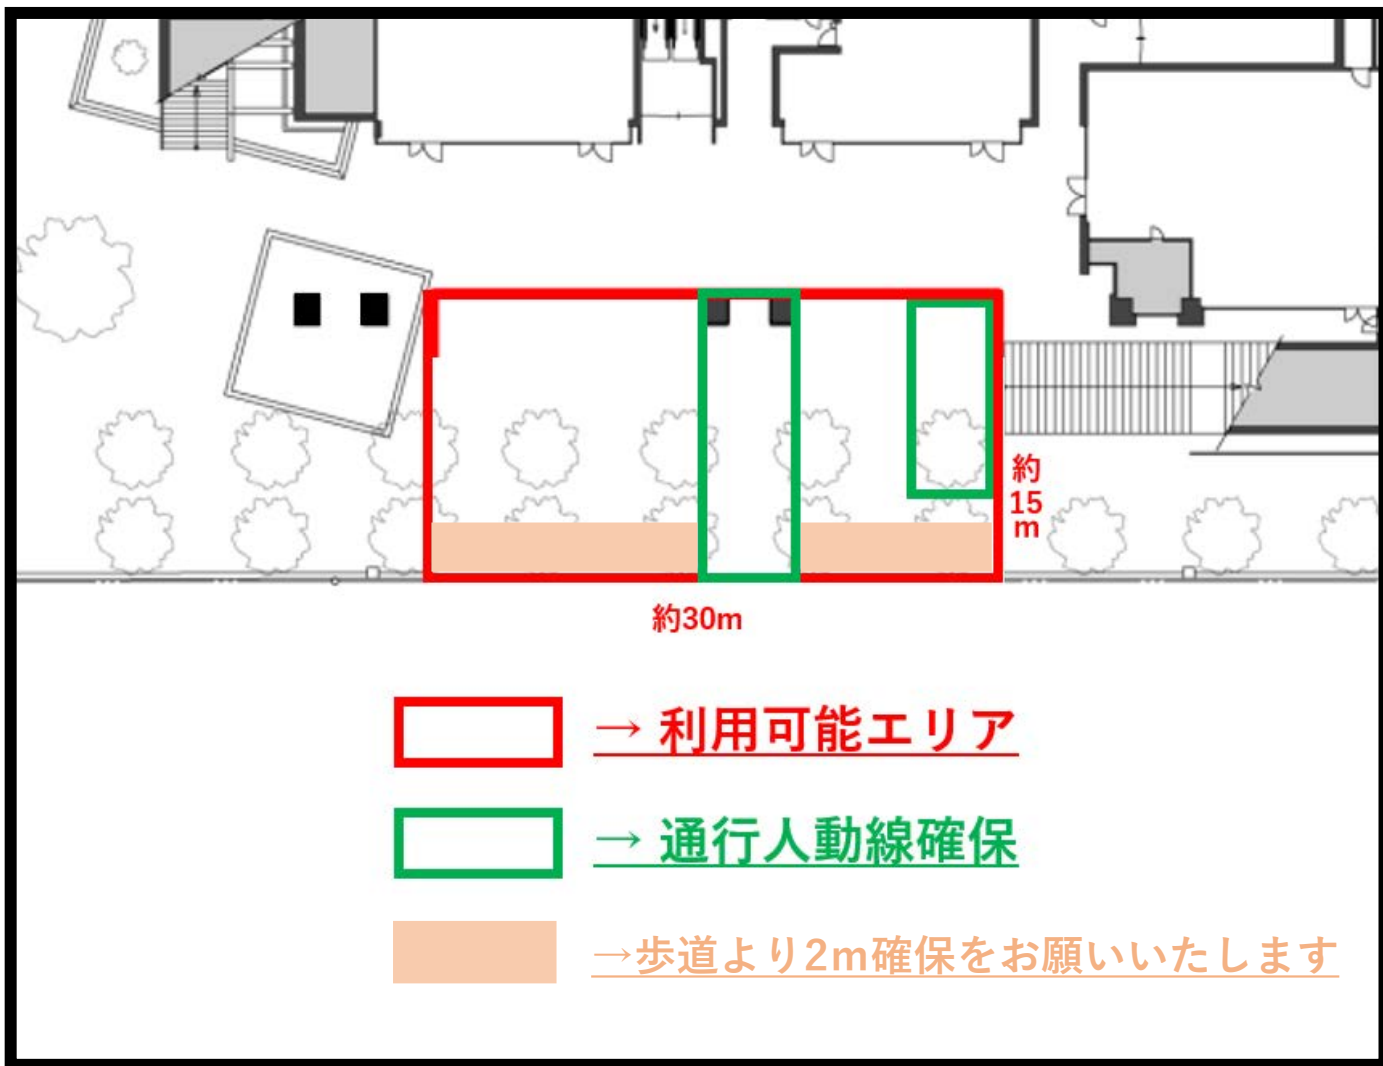 約
15
m
約30m
→ 利用可能エリア
→ 通行人動線確保
→歩道より2m確保をお願いいたします